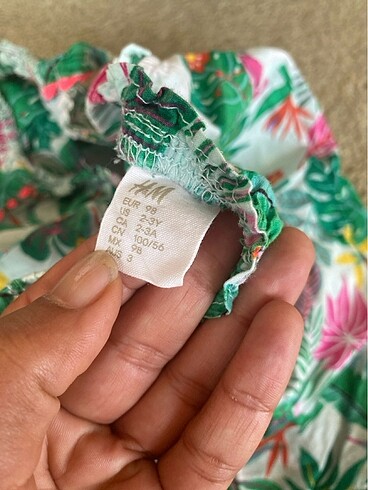 H&M
EUR 98
US 2-3Y
CA 2-3A
CN 100/56
MX 98
AUS 3